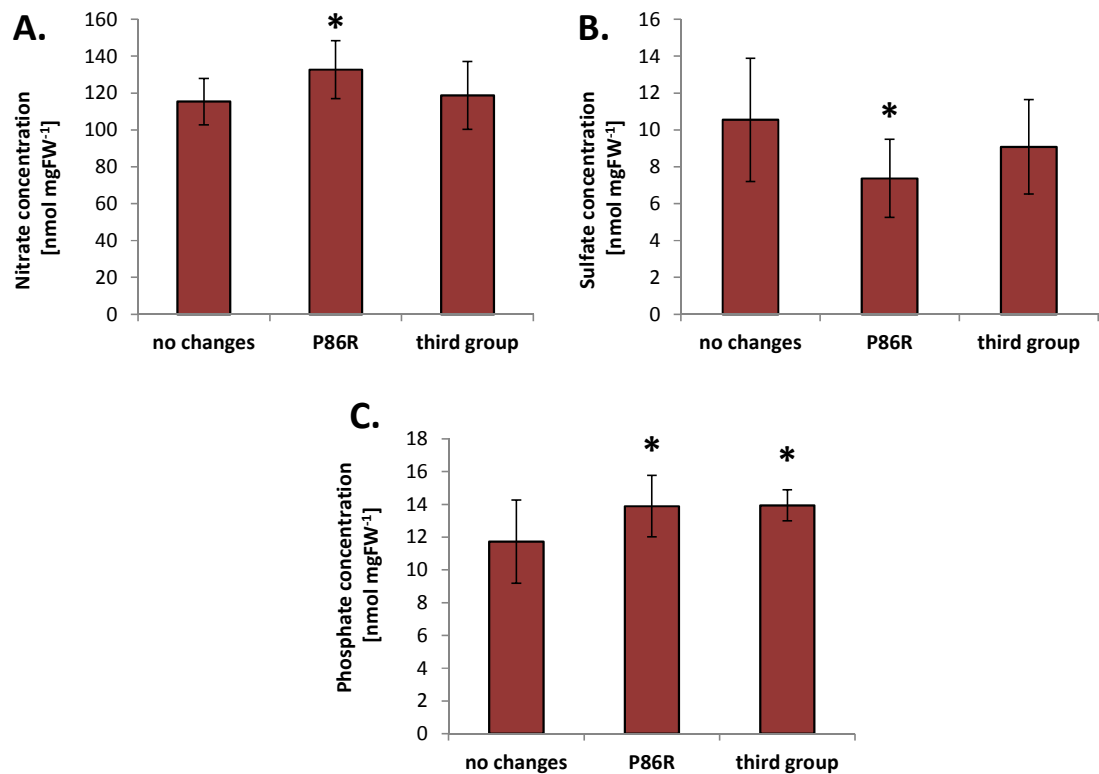 A.
Nitrate concentration
[nmol mgFW-1]
160
140
120
100
80
60
40
20
0
*
no changes P86R third group
B.
Sulfate concentration
[nmol mgFW-1]
16
14
12
10
8
6
4
2
0
*
no changes P86R third group
C.
Phosphate concentration
[nmol mgFW-1]
18
16
14
12
10
8
6
4
2
0
* *
no changes P86R third group